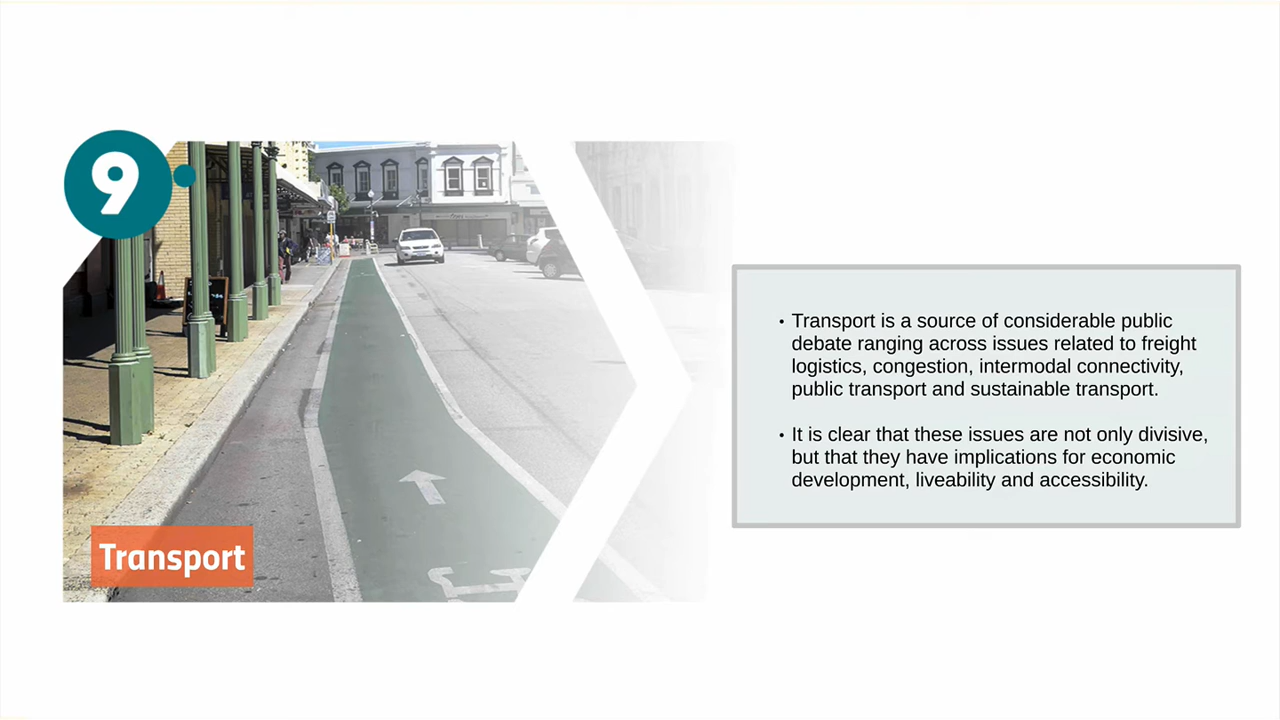 9
Transport
• Transport is a source of considerable public
debate ranging across issues related to freight
logistics, congestion, intermodal connectivity,
public transport and sustainable transport.
• It is clear that these issues are not only divisive,
but that they have implications for economic
development, liveability and accessibility.